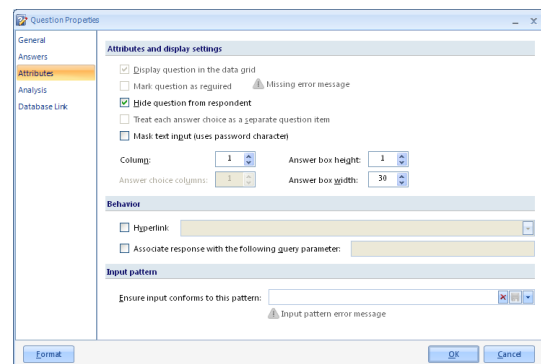 Question Properties
General
Answers
Attributes
Analysis
Database Link
Attributes and display settings
Display question in the data grid
Mark question as required
Missing error message
Hide question from respondent
Treat each answer choice as a separate question item
Mask text input (uses password character)
Column: 1
Answer box height: 1
Answer choice columns: 1
Answer box width: 30
Behavior
Hyperlink
Associate response with the following query parameter:
Input pattern
Ensure input conforms to this pattern:
Input pattern error message
Format
OK
Cancel